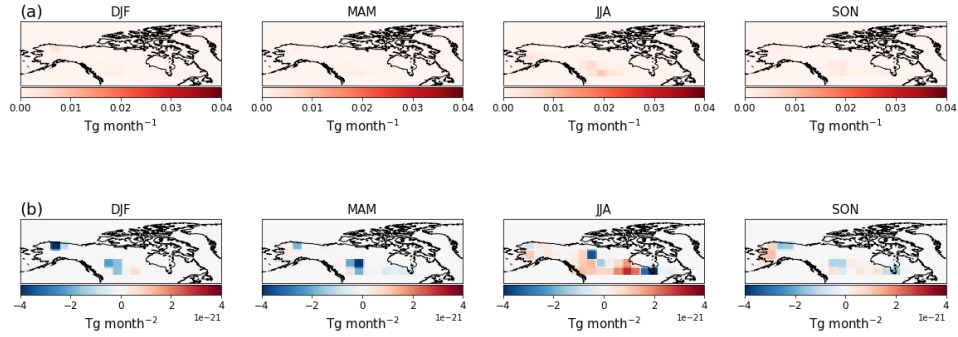 (a)
DJF
MAM
JJA
SON
0.00 0.01 0.02 0.03 0.04
0.00 0.01 0.02 0.03 0.04
0.00 0.01 0.02 0.03 0.04
0.00 0.01 0.02 0.03 0.04
Tg month⁻¹
Tg month⁻¹
Tg month⁻¹
Tg month⁻¹
(b)
DJF
MAM
JJA
SON
−4 −2 0 2 4
−4 −2 0 2 4
−4 −2 0 2 4
−4 −2 0 2 4
Tg month⁻² 1e−21
Tg month⁻² 1e−21
Tg month⁻² 1e−21
Tg month⁻² 1e−21